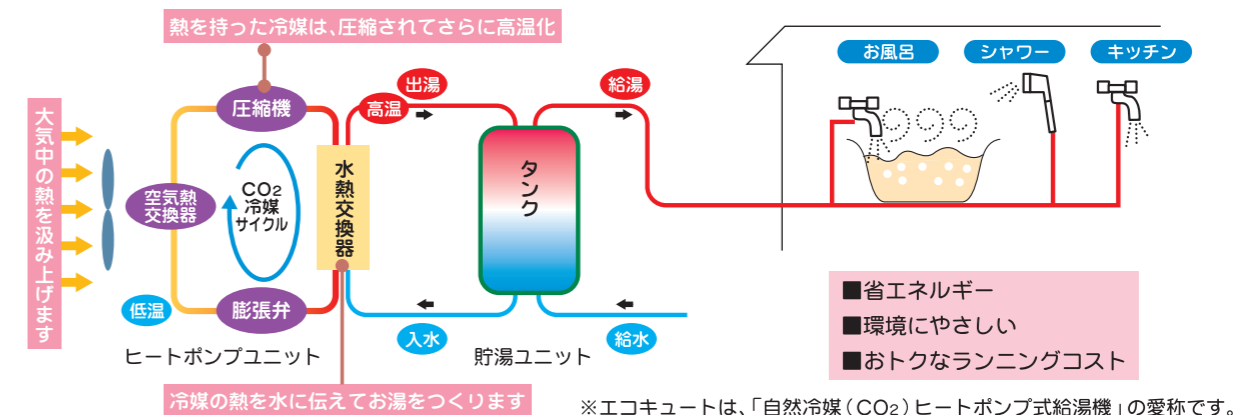 熱を持った冷媒は、圧縮されてさらに高温化
大気中の熱を汲み上げます
圧縮機
空気熱
交換器
CO2
冷媒
サイクル
低温
膨張弁
水熱交換器
高温
出湯
入水
タンク
給湯
給水
お風呂
シャワー
キッチン
ヒートポンプユニット
貯湯ユニット
冷媒の熱を水に伝えてお湯をつくります
■省エネルギー
■環境にやさしい
■おトクなランニングコスト
※エコキュートは、「自然冷媒(CO2)ヒートポンプ式給湯機」の愛称です。